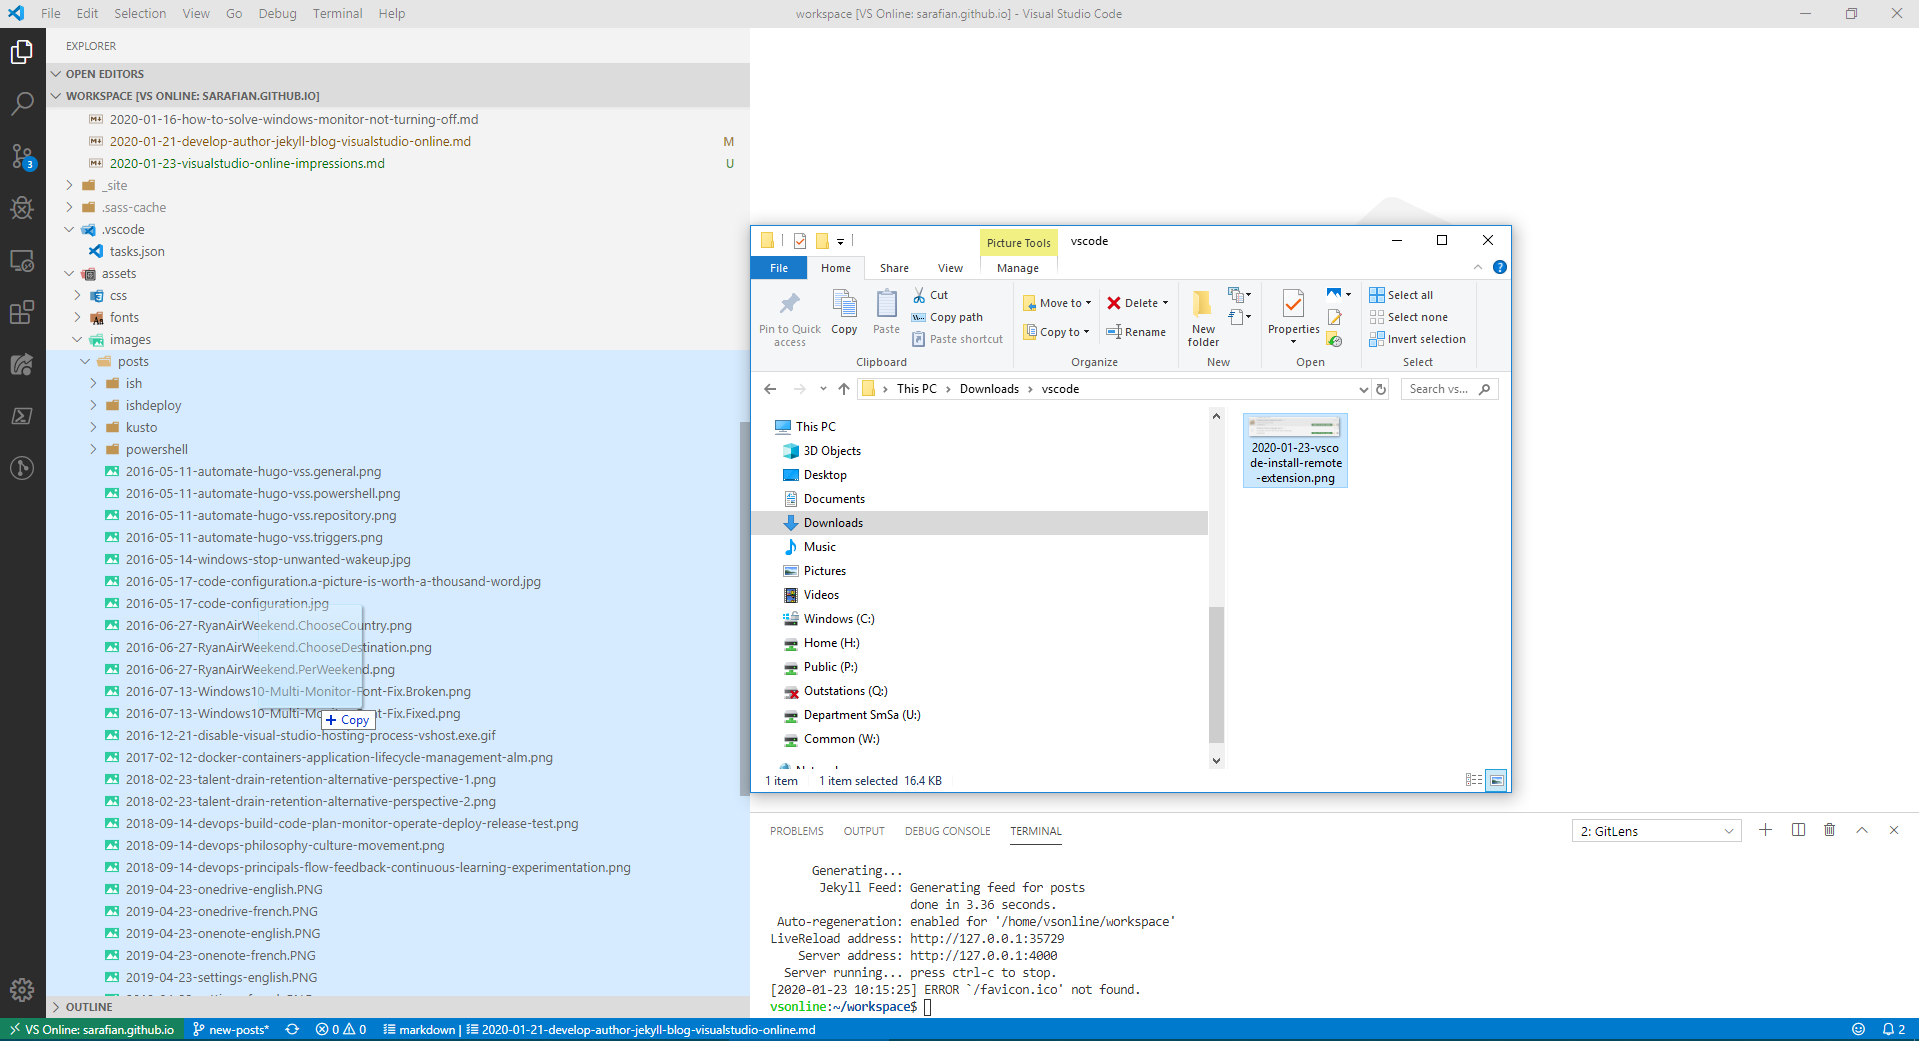 File Edit Selection View Go Debug Terminal Help
workspace [VS Online: sarafian.github.io] - Visual Studio Code
EXPLORER
OPEN EDITORS
WORKSPACE [VS ONLINE: SARAFIAN.GITHUB.IO]
2020-01-16-how-to-solve-windows-monitor-not-turning-off.md
2020-01-21-develop-author-jekyll-blog-visualstudio-online.md M
2020-01-23-visualstudio-online-impressions.md U
3
_site
.sass-cache
.vscode
tasks.json
assets
css
fonts
images
posts
ish
ishdeploy
kusto
powershell
2016-05-11-automate-hugo-vss.general.png
2016-05-11-automate-hugo-vss.powershell.png
2016-05-11-automate-hugo-vss.repository.png
2016-05-11-automate-hugo-vss.triggers.png
2016-05-14-windows-stop-unwanted-wakeup.jpg
2016-05-17-code-configuration.a-picture-is-worth-a-thousand-word.jpg
2016-05-17-code-configuration.jpg
2016-06-27-RyanAirWeekend.ChooseCountry.png
2016-06-27-RyanAirWeekend.ChooseDestination.png
2016-06-27-RyanAirWeekend.PerWeekend.png
2016-07-13-Windows10-Multi-Monitor-Font-Fix.Broken.png
2016-07-13-Windows10-Multi-Mo t-Fix.Fixed.png
+ Copy
2016-12-21-disable-visual-studio-hosting-process-vshost.exe.gif
2017-02-12-docker-containers-application-lifecycle-management-alm.png
2018-02-23-talent-drain-retention-alternative-perspective-1.png
2018-02-23-talent-drain-retention-alternative-perspective-2.png
2018-09-14-devops-build-code-plan-monitor-operate-deploy-release-test.png
2018-09-14-devops-philosophy-culture-movement.png
2018-09-14-devops-principals-flow-feedback-continuous-learning-experimentation.png
2019-04-23-onedrive-english.PNG
2019-04-23-onedrive-french.PNG
2019-04-23-onenote-english.PNG
2019-04-23-onenote-french.PNG
2019-04-23-settings-english.PNG
OUTLINE
Picture Tools vscode
File Home Share View Manage
Pin to Quick access
Copy
Paste
Cut
Copy path
Paste shortcut
Clipboard
Move to
Copy to
Delete
Rename
Organize
New folder
New
Properties
Open
Select all
Select none
Invert selection
Select
This PC > Downloads > vscode
Search vs...
This PC
3D Objects
Desktop
Documents
Downloads
Music
Pictures
Videos
Windows (C:)
Home (H:)
Public (P:)
Outstations (Q:)
Department SmSa (U:)
Common (W:)
2020-01-23-vsco
de-install-remote
-extension.png
1 item 1 item selected 16.4 KB
PROBLEMS OUTPUT DEBUG CONSOLE TERMINAL
2: GitLens
Generating...
Jekyll Feed: Generating feed for posts
done in 3.36 seconds.
Auto-regeneration: enabled for '/home/vsonline/workspace'
LiveReload address: http://127.0.0.1:35729
Server address: http://127.0.0.1:4000
Server running... press ctrl-c to stop.
[2020-01-23 10:15:25] ERROR `/favicon.ico' not found.
vsonline:~/workspace$
VS Online: sarafian.github.io new-posts* 0 0 markdown | 2020-01-21-develop-author-jekyll-blog-visualstudio-online.md 2